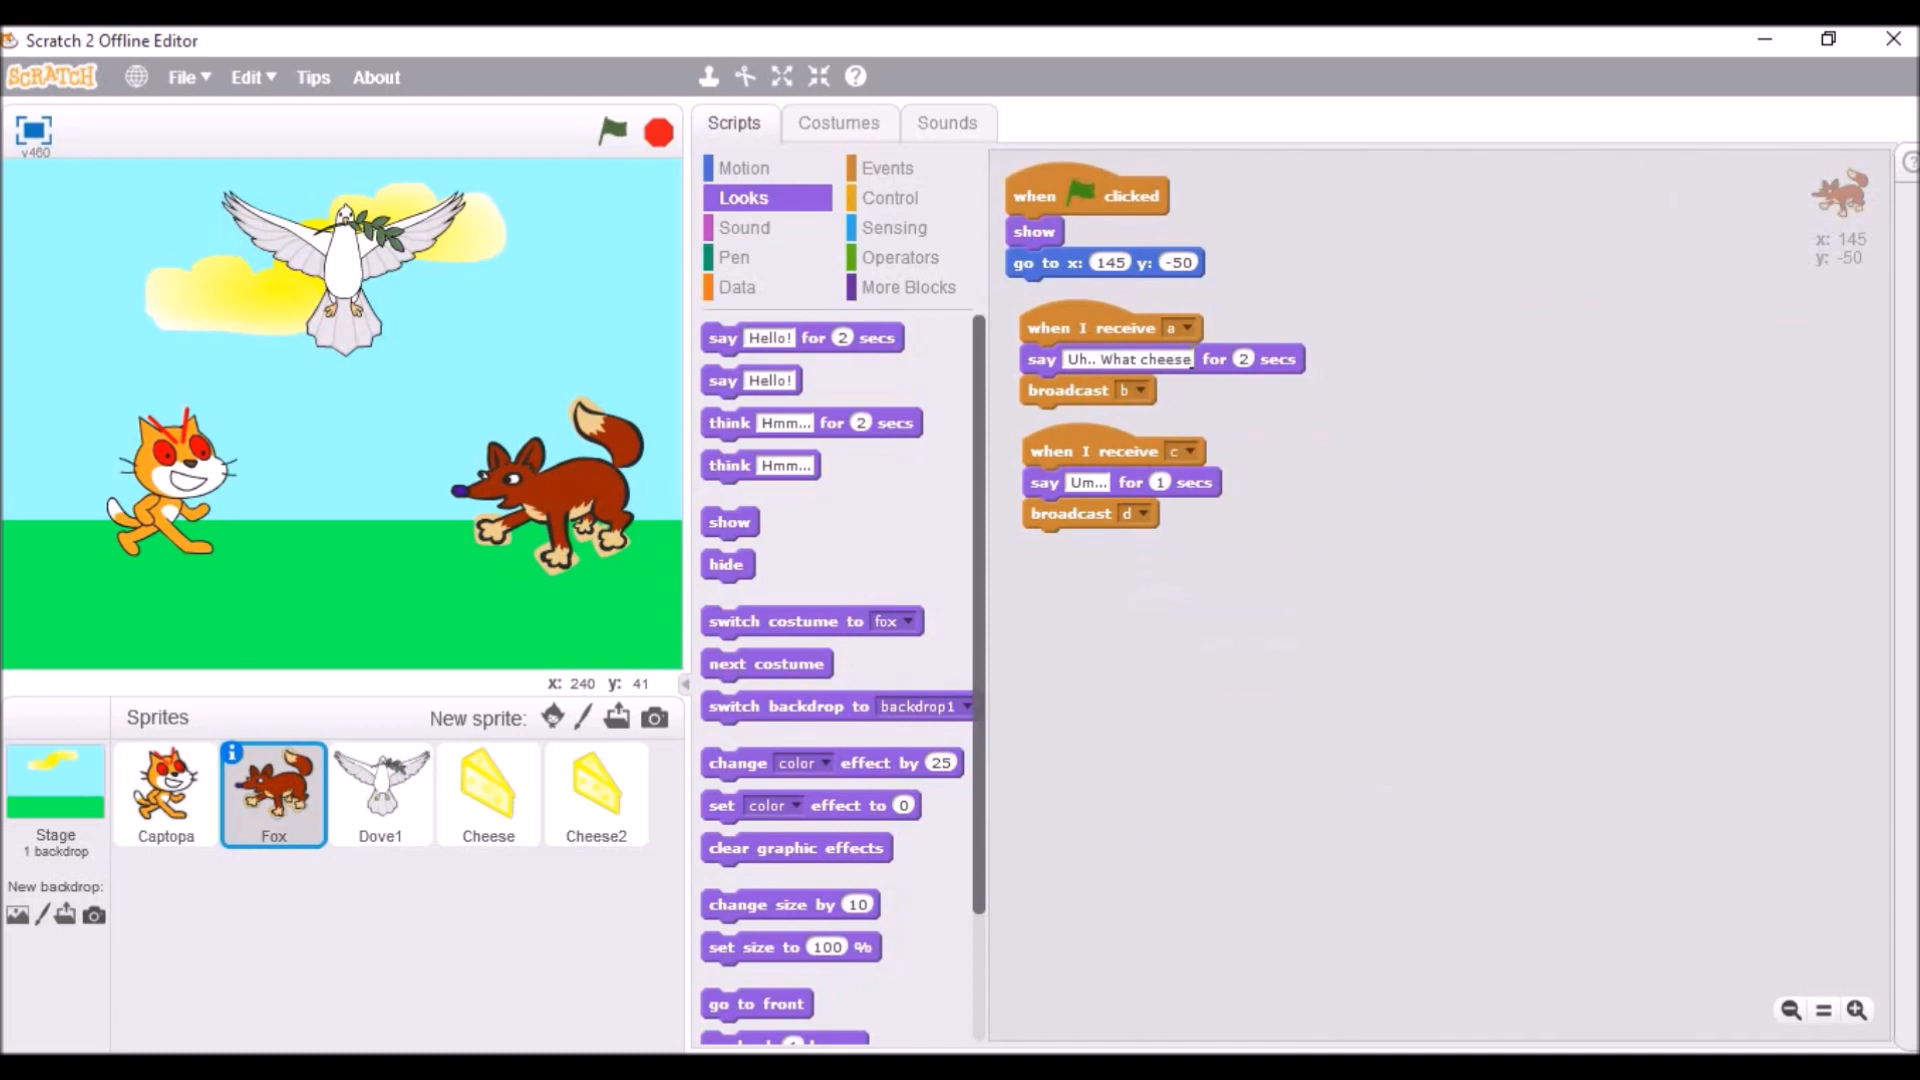 Scratch 2 Offline Editor
SCRATCH File Edit Tips About
v460
Scripts Costumes Sounds
Motion Events
Looks Control
Sound Sensing
Pen Operators
Data More Blocks
say Hello! for 2 secs
say Hello!
think Hmm... for 2 secs
think Hmm...
show
hide
switch costume to fox
next costume
switch backdrop to backdrop1
change color effect by 25
set color effect to 0
clear graphic effects
change size by 10
set size to 100 %
go to front
when clicked
show
go to x: 145 y: -50
when I receive a
say Uh.. What cheese for 2 secs
broadcast b
when I receive c
say Um... for 1 secs
broadcast d
x: 145
y: -50
x: 240 y: 41
Sprites New sprite:
Stage
1 backdrop
New backdrop:
Captopa Fox Dove1 Cheese Cheese2